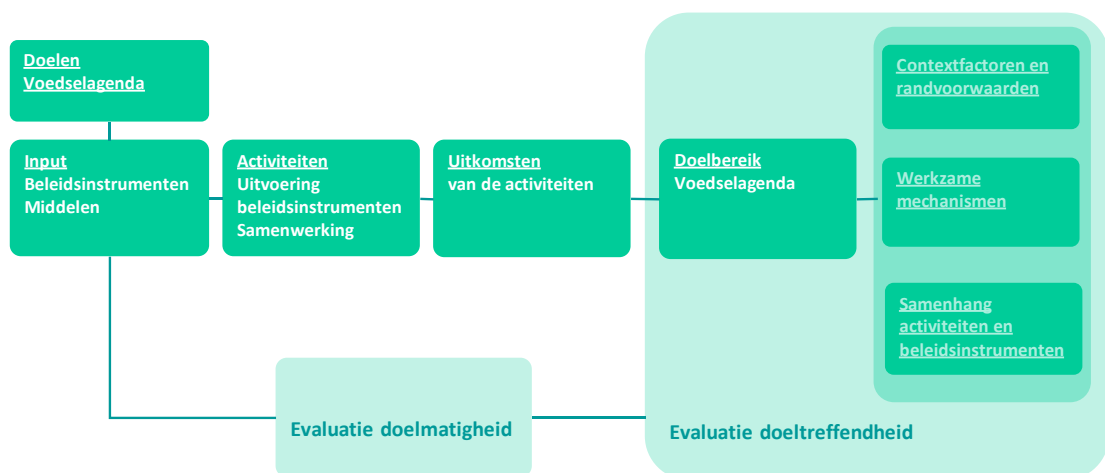 Doelen
Voedselagenda
Input
Beleidsinstrumenten
Middelen
Activiteiten
Uitvoering
beleidsinstrumenten
Samenwerking
Uitkomsten
van de activiteiten
Doelbereik
Voedselagenda
Contextfactoren en
randvoorwaarden
Werkzame
mechanismen
Samenhang
activiteiten en
beleidsinstrumenten
Evaluatie doelmatigheid
Evaluatie doeltreffendheid